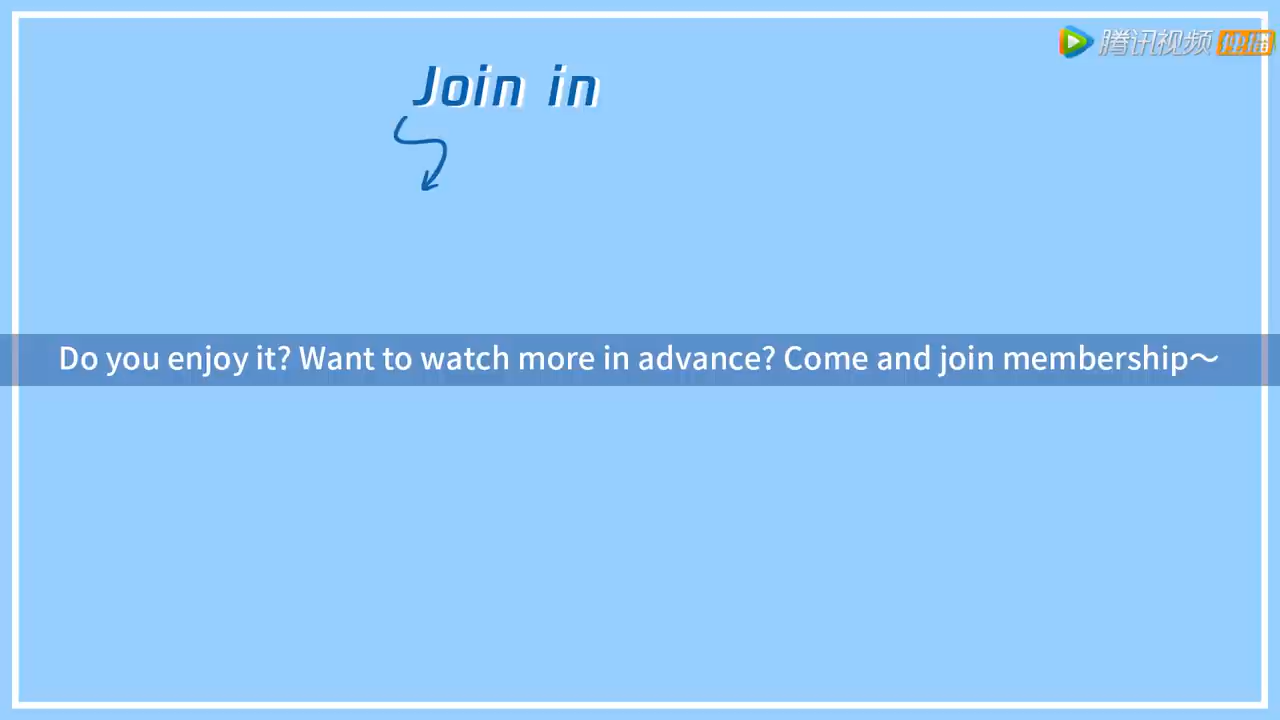 腾讯视频
Join in
Do you enjoy it? Want to watch more in advance? Come and join membership～